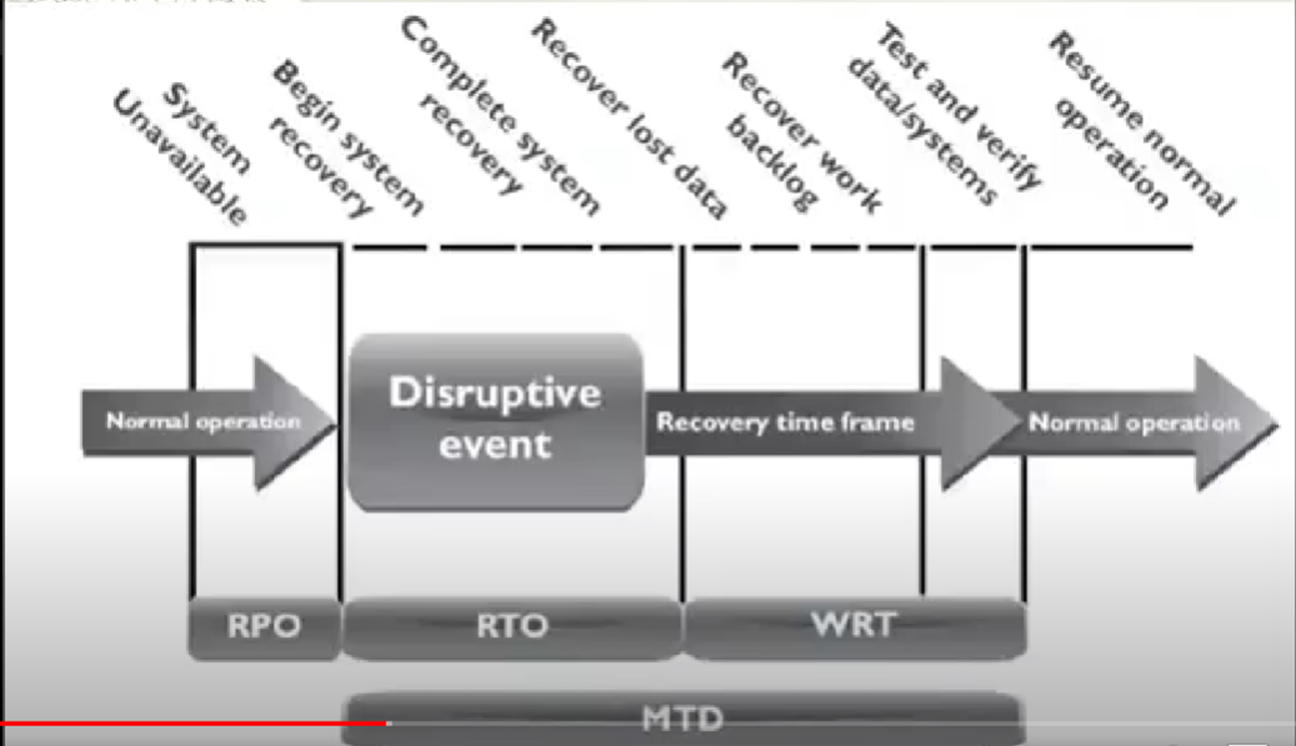 System
Unavailable
Begin system
recovery
Complete system
recovery
Recover lost data
Recover work
backlog
Test and verify
data/systems
Resume normal
operation
Normal operation
Disruptive
event
Recovery time frame
Normal operation
RPO
RTO
WRT
MTD